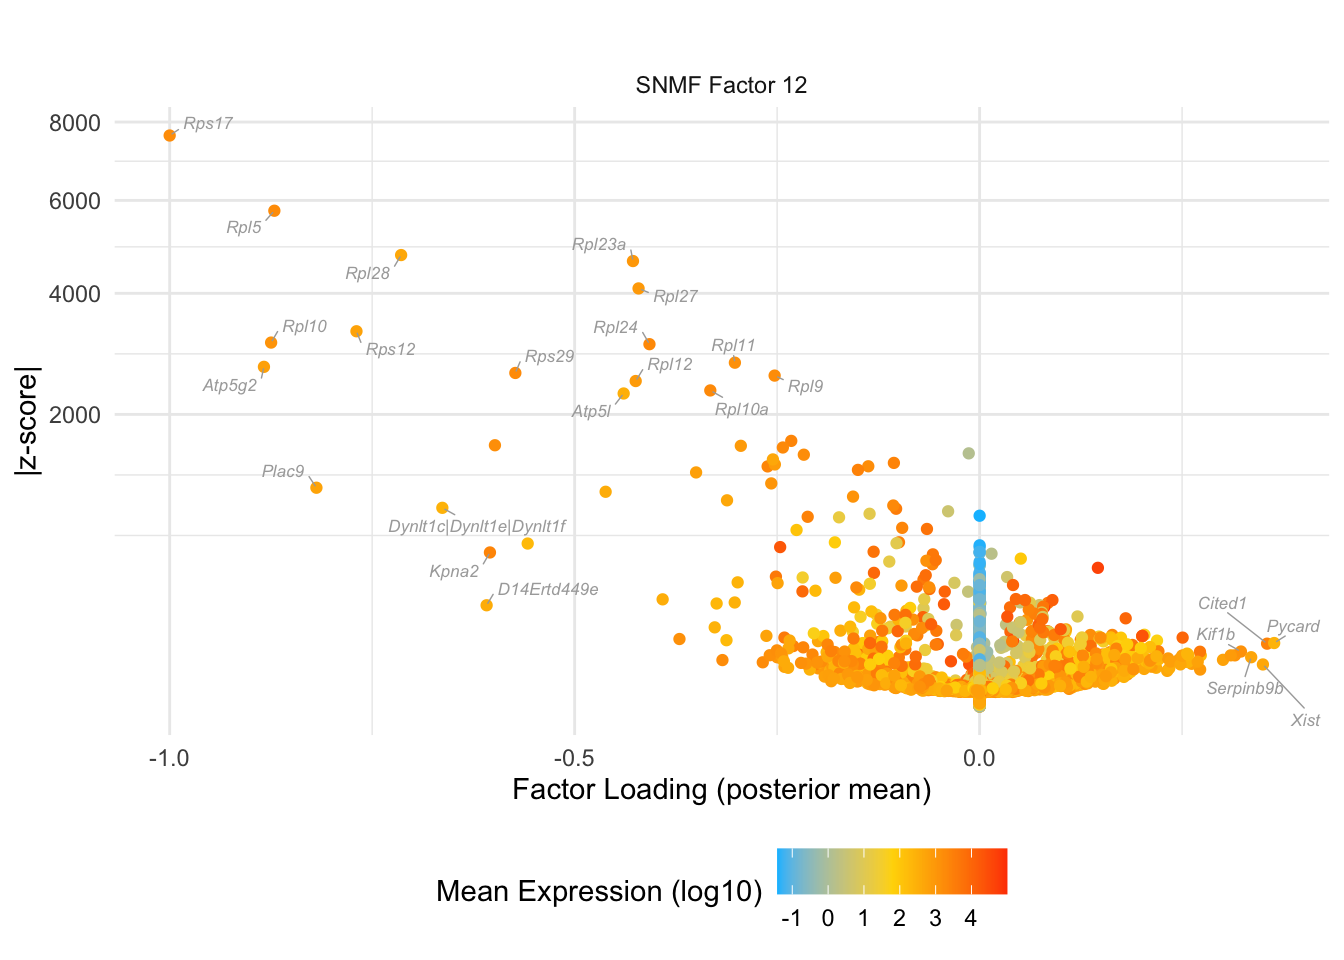 SNMF Factor 12
8000
6000
4000
2000
|z-score|
Rps17
Rpl5
Rpl28
Rpl23a
Rpl27
Rpl10
Rps12
Rpl24
Rpl11
Atp5g2
Rps29
Rpl12
Rpl9
Atp5l
Rpl10a
Plac9
Dynlt1c|Dynlt1e|Dynlt1f
Kpna2
D14Ertd449e
Cited1
Pycard
Kif1b
Serpinb9b
Xist
-1.0
-0.5
0.0
Factor Loading (posterior mean)
Mean Expression (log10)
-1 0 1 2 3 4